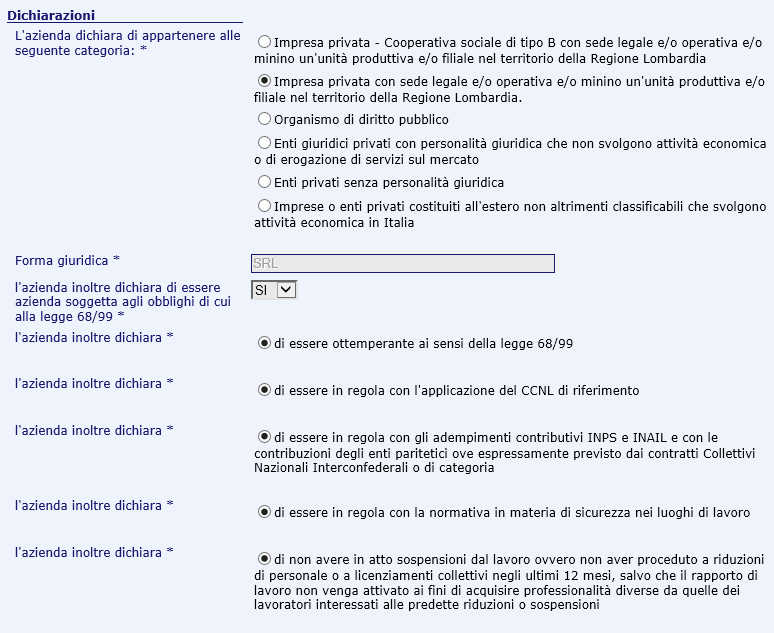 Dichiarazioni
L'azienda dichiara di appartenere alle
seguente categoria: *
Impresa privata - Cooperativa sociale di tipo B con sede legale e/o operativa e/o
minino un'unità produttiva e/o filiale nel territorio della Regione Lombardia
Impresa privata con sede legale e/o operativa e/o minino un'unità produttiva e/o
filiale nel territorio della Regione Lombardia.
Organismo di diritto pubblico
Enti giuridici privati con personalità giuridica che non svolgono attività economica
o di erogazione di servizi sul mercato
Enti privati senza personalità giuridica
Imprese o enti privati costituiti all'estero non altrimenti classificabili che svolgono
attività economica in Italia
Forma giuridica *
SRL
l'azienda inoltre dichiara di essere
azienda soggetta agli obblighi di cui
alla legge 68/99 *
SI
l'azienda inoltre dichiara *
di essere ottemperante ai sensi della legge 68/99
l'azienda inoltre dichiara *
di essere in regola con l'applicazione del CCNL di riferimento
l'azienda inoltre dichiara *
di essere in regola con gli adempimenti contributivi INPS e INAIL e con le
contribuzioni degli enti paritetici ove espressamente previsto dai contratti Collettivi
Nazionali Interconfederali o di categoria
l'azienda inoltre dichiara *
di essere in regola con la normativa in materia di sicurezza nei luoghi di lavoro
l'azienda inoltre dichiara *
di non avere in atto sospensioni dal lavoro ovvero non aver proceduto a riduzioni
di personale o a licenziamenti collettivi negli ultimi 12 mesi, salvo che il rapporto di
lavoro non venga attivato ai fini di acquisire professionalità diverse da quelle dei
lavoratori interessati alle predette riduzioni o sospensioni